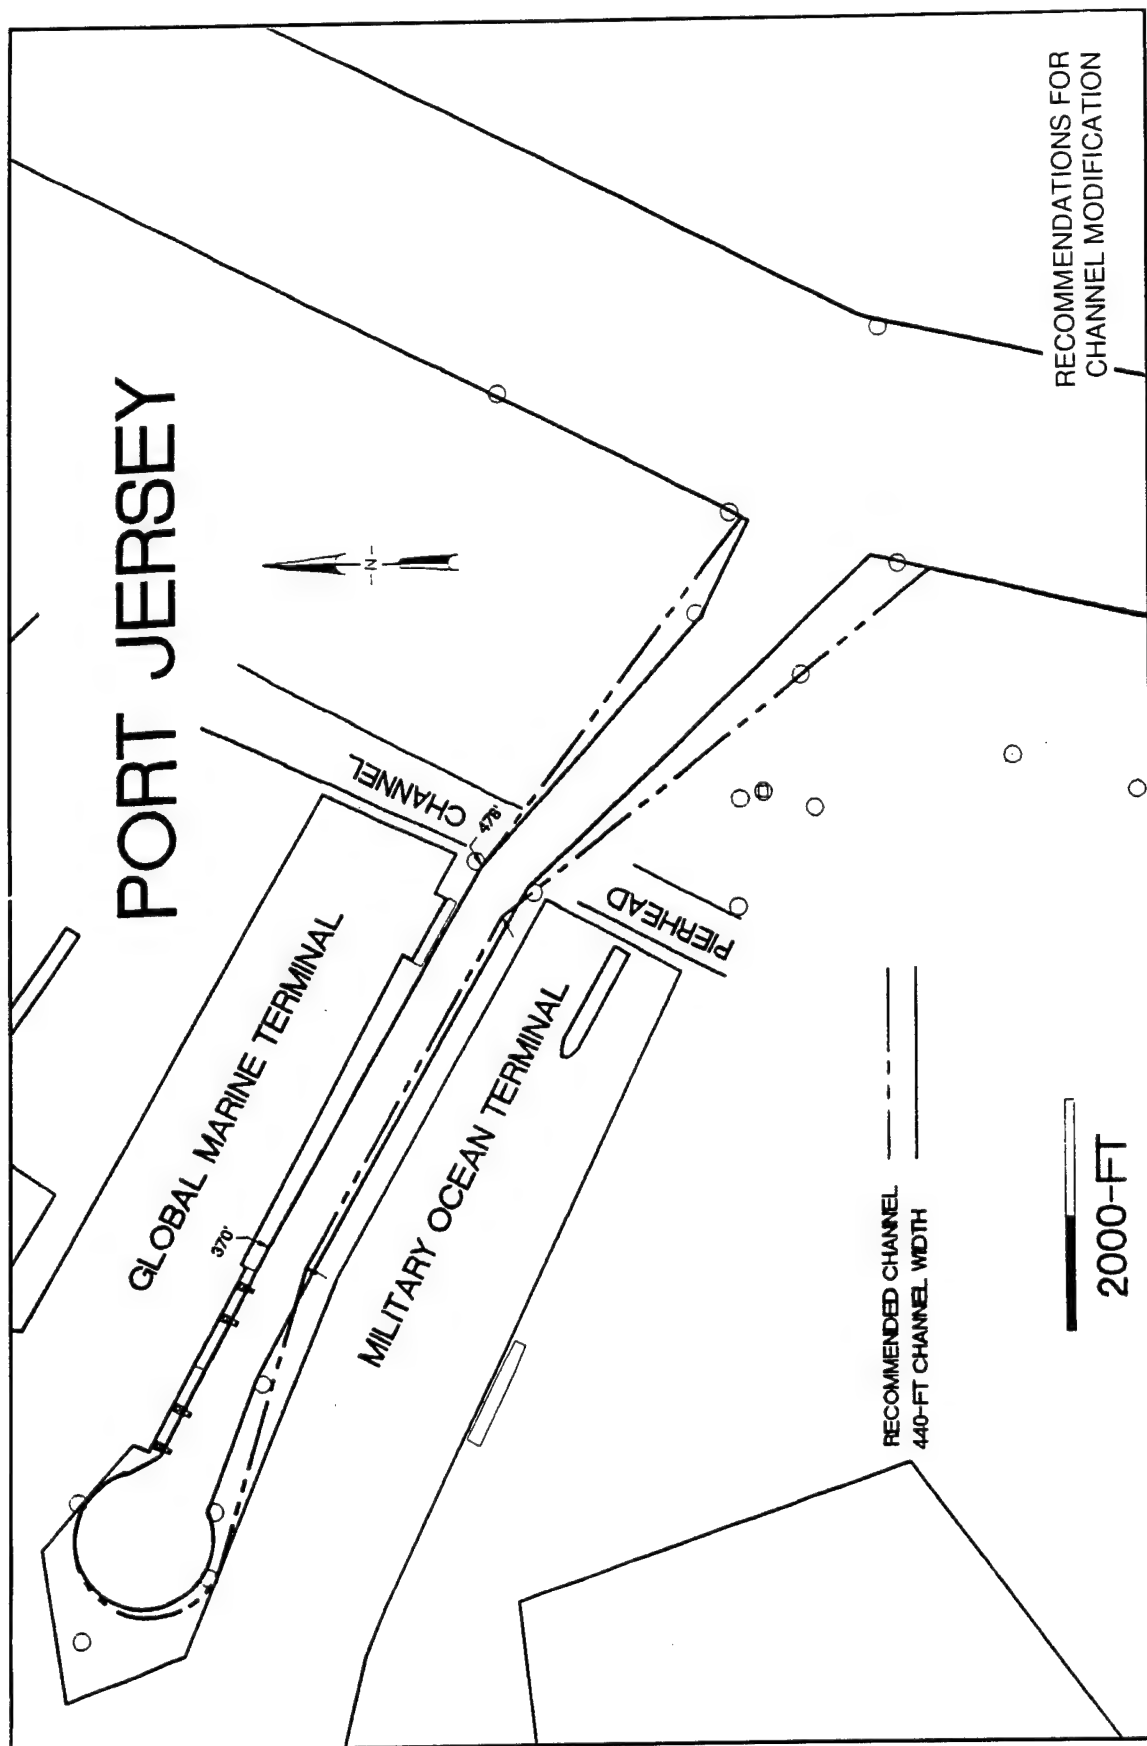 PORT JERSEY
-N-
CHANNEL
478'
GLOBAL MARINE TERMINAL
370'
PIERHEAD
MILITARY OCEAN TERMINAL
RECOMMENDED CHANNEL
440-FT CHANNEL WIDTH
2000-FT
RECOMMENDATIONS FOR
CHANNEL MODIFICATION